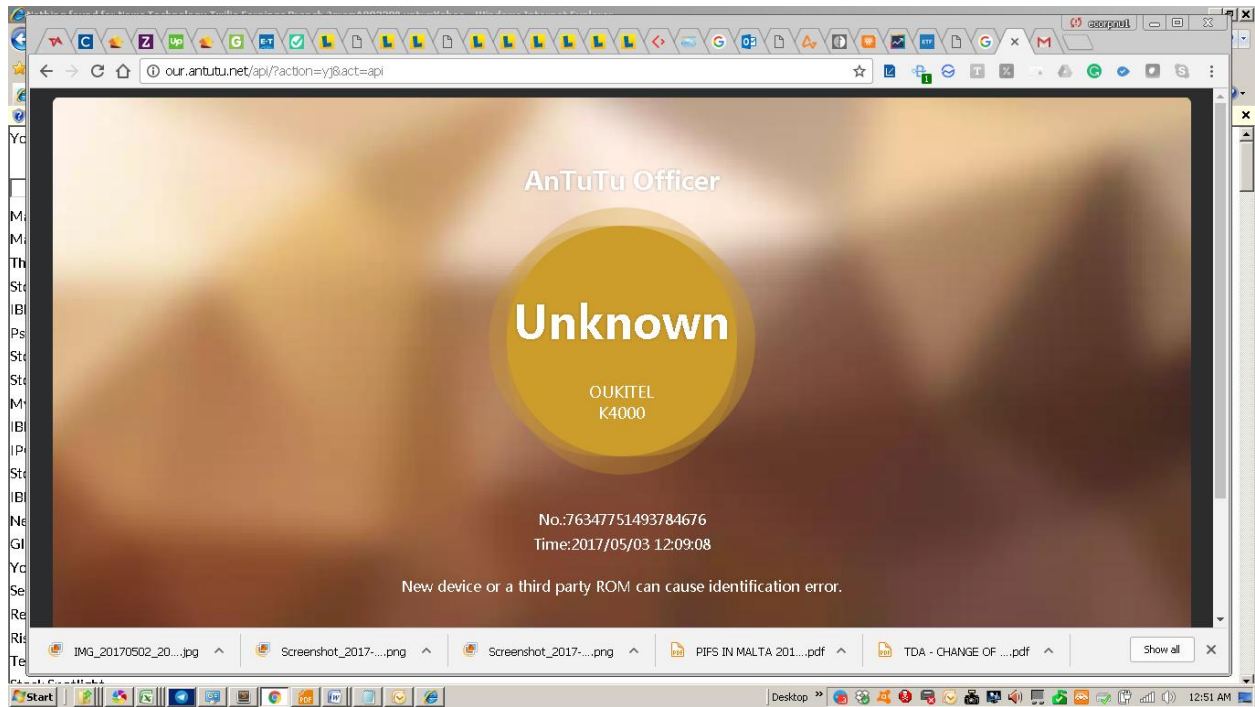 our.antutu.net/api/?action=yj&act=api
AnTuTu Officer
Unknown
OUKITEL
K4000
No.:76347751493784676
Time:2017/05/03 12:09:08
New device or a third party ROM can cause identification error.
IMG_20170502_20....jpg
Screenshot_2017-....png
Screenshot_2017-....png
PIFS IN MALTA 201....pdf
TDA - CHANGE OF ....pdf
Show all
Start
Desktop »
12:51 AM